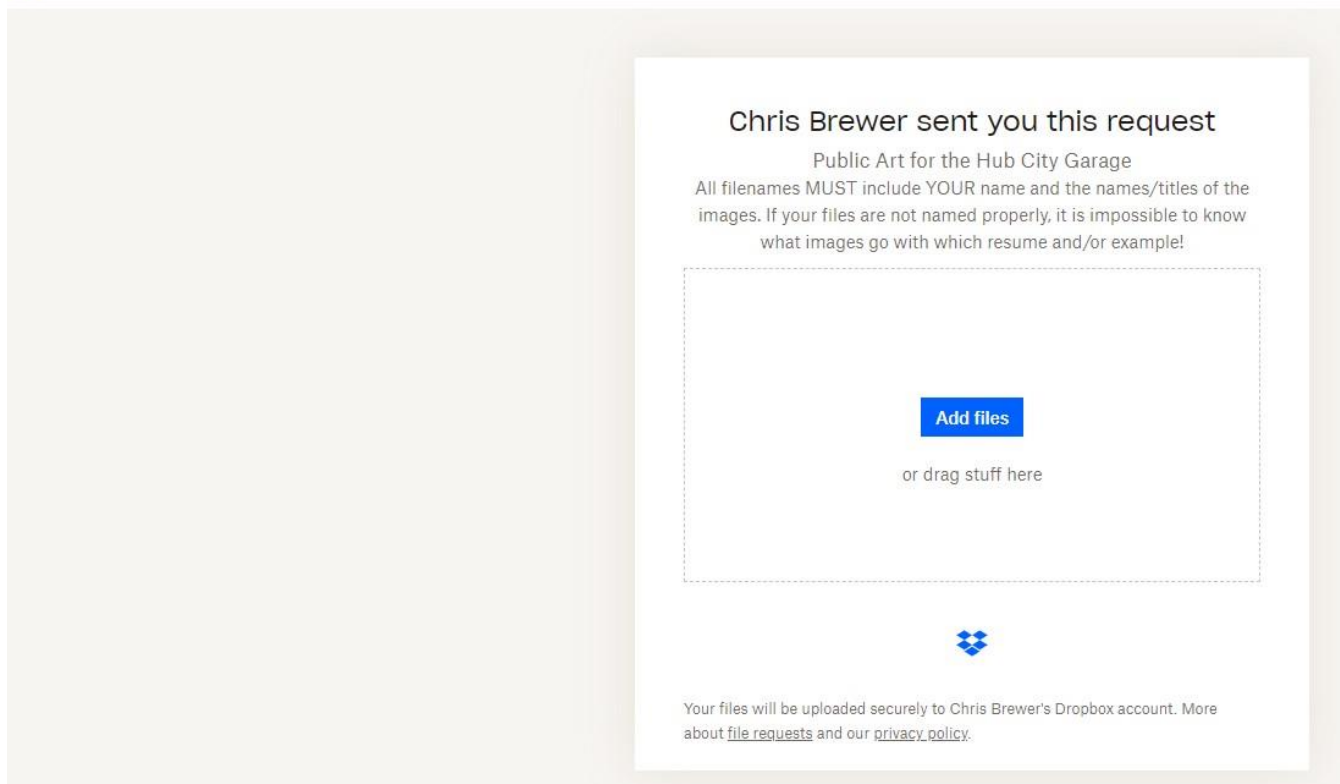 Chris Brewer sent you this request
Public Art for the Hub City Garage
All filenames MUST include YOUR name and the names/titles of the
images. If your files are not named properly, it is impossible to know
what images go with which resume and/or example!
Add files
or drag stuff here
Your files will be uploaded securely to Chris Brewer's Dropbox account. More
about file requests and our privacy policy.